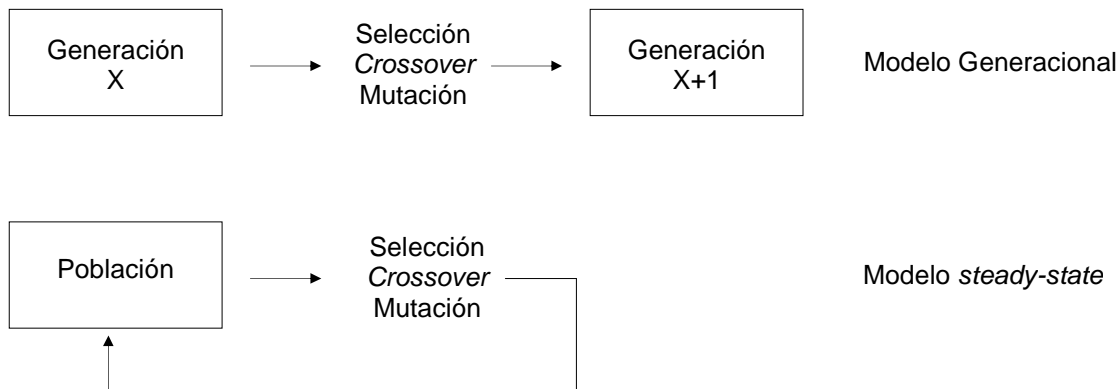 Generación
X
Selección
Crossover
Mutación
Generación
X+1
Modelo Generacional
Población
Selección
Crossover
Mutación
Modelo steady-state